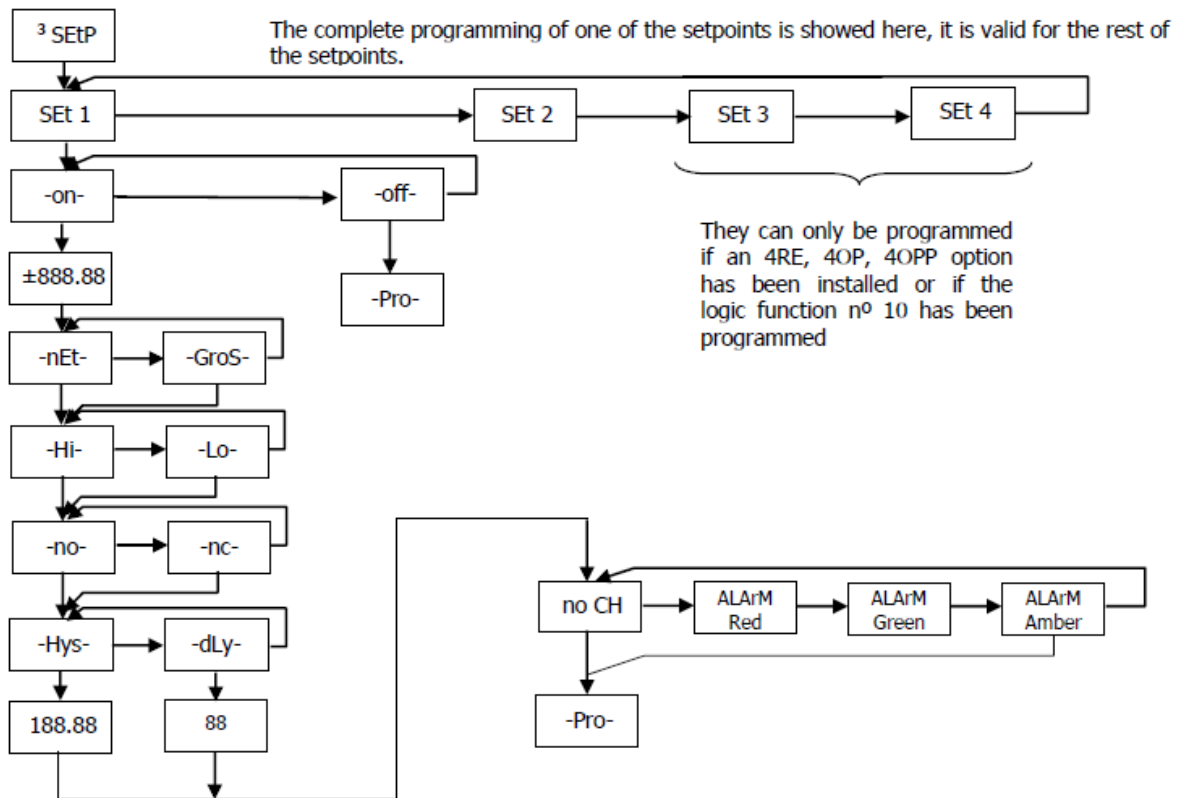 ³ SEtP
The complete programming of one of the setpoints is showed here, it is valid for the rest of
the setpoints.
SEt 1
SEt 2
SEt 3
SEt 4
-on-
-off-
±888.88
-Pro-
They can only be programmed
if an 4RE, 4OP, 4OPP option
has been installed or if the
logic function nº 10 has been
programmed
-nEt-
-GroS-
-Hi-
-Lo-
-no-
-nc-
-Hys-
-dLy-
188.88
88
no CH
ALArM
Red
ALArM
Green
ALArM
Amber
-Pro-